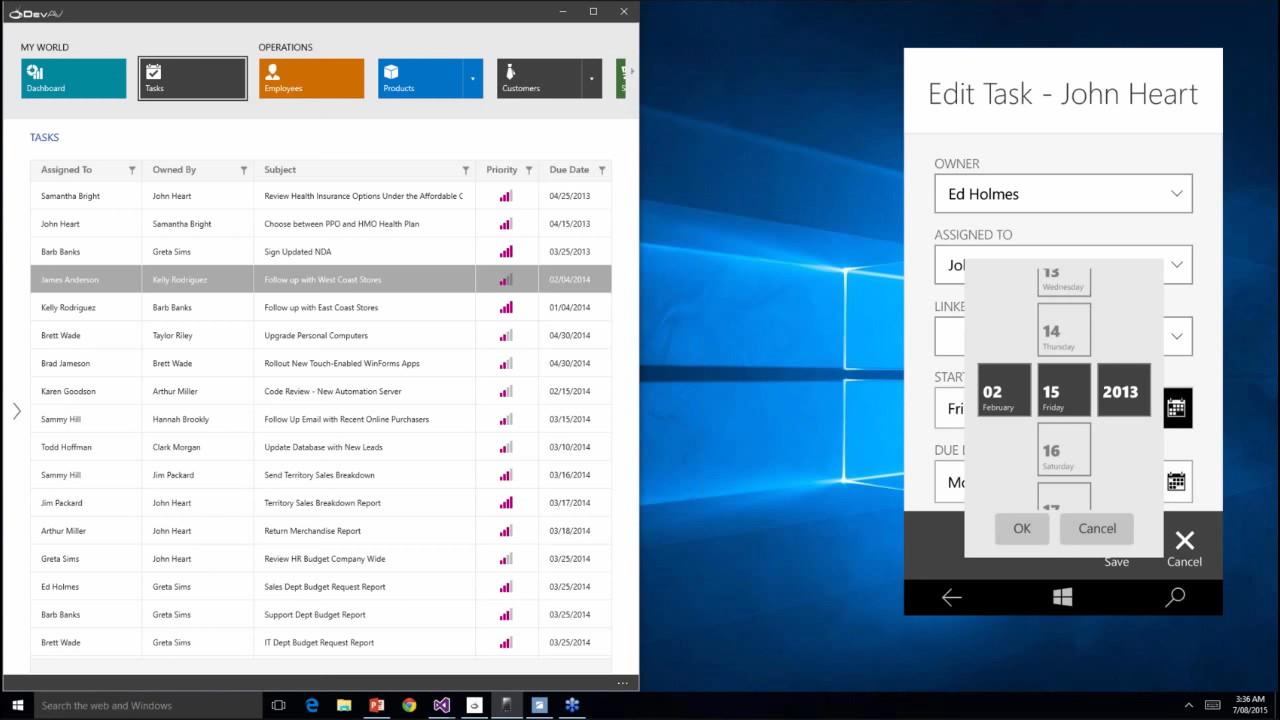 DevAV
MY WORLD
OPERATIONS
Dashboard
Tasks
Employees
Products
Customers
S
TASKS
Assigned To Owned By Subject Priority Due Date
Samantha Bright John Heart Review Health Insurance Options Under the Affordable C 04/25/2013
John Heart Samantha Bright Choose between PPO and HMO Health Plan 04/15/2013
Barb Banks Greta Sims Sign Updated NDA 03/25/2013
James Anderson Kelly Rodriguez Follow up with West Coast Stores 02/04/2014
Kelly Rodriguez Barb Banks Follow up with East Coast Stores 01/04/2014
Brett Wade Taylor Riley Upgrade Personal Computers 04/30/2014
Brad Jameson Brett Wade Rollout New Touch-Enabled WinForms Apps 04/30/2014
Karen Goodson Arthur Miller Code Review - New Automation Server 02/15/2014
Sammy Hill Hannah Brookly Follow Up Email with Recent Online Purchasers 03/15/2014
Todd Hoffman Clark Morgan Update Database with New Leads 03/10/2014
Sammy Hill Jim Packard Send Territory Sales Breakdown 03/16/2014
Jim Packard John Heart Territory Sales Breakdown Report 03/17/2014
Arthur Miller John Heart Return Merchandise Report 03/18/2014
Greta Sims John Heart Review HR Budget Company Wide 03/25/2014
Ed Holmes Greta Sims Sales Dept Budget Request Report 03/25/2014
Barb Banks Greta Sims Support Dept Budget Report 03/25/2014
Brett Wade Greta Sims IT Dept Budget Request Report 03/25/2014
...
Edit Task - John Heart
OWNER
Ed Holmes
ASSIGNED TO
Jo
LINKE
START
Fri
DUE
Mo
13
Wednesday
14
Thursday
02
February
15
Friday
2013
16
Saturday
17
OK Cancel
Save
Cancel
Search the web and Windows
3:36 AM
7/08/2015